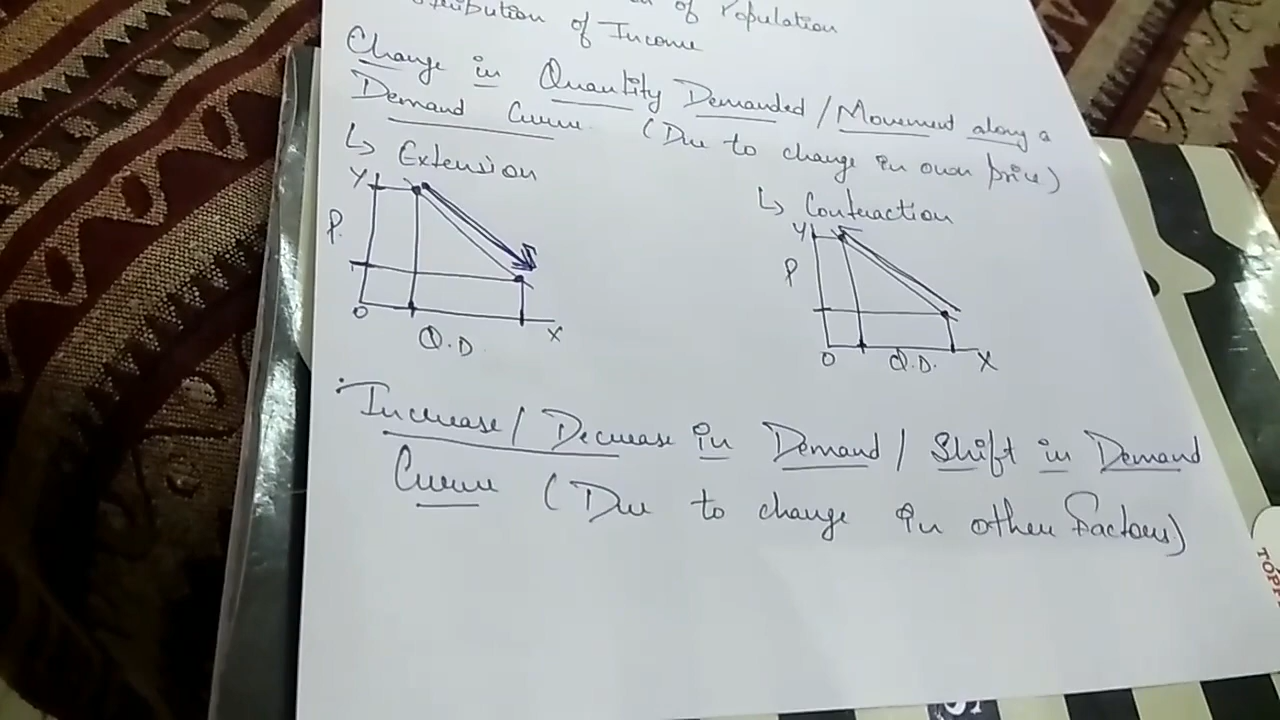 of Population
of Income
Change in Quantity Demanded / Movement along a
Demand Curve (Due to change in own price)
↳ Extension
Y
P.
O
Q.D.
X
↳ Contraction
Y
P
O
Q.D.
X
Increase / Decrease in Demand / Shift in Demand
Curve (Due to change in other factors)